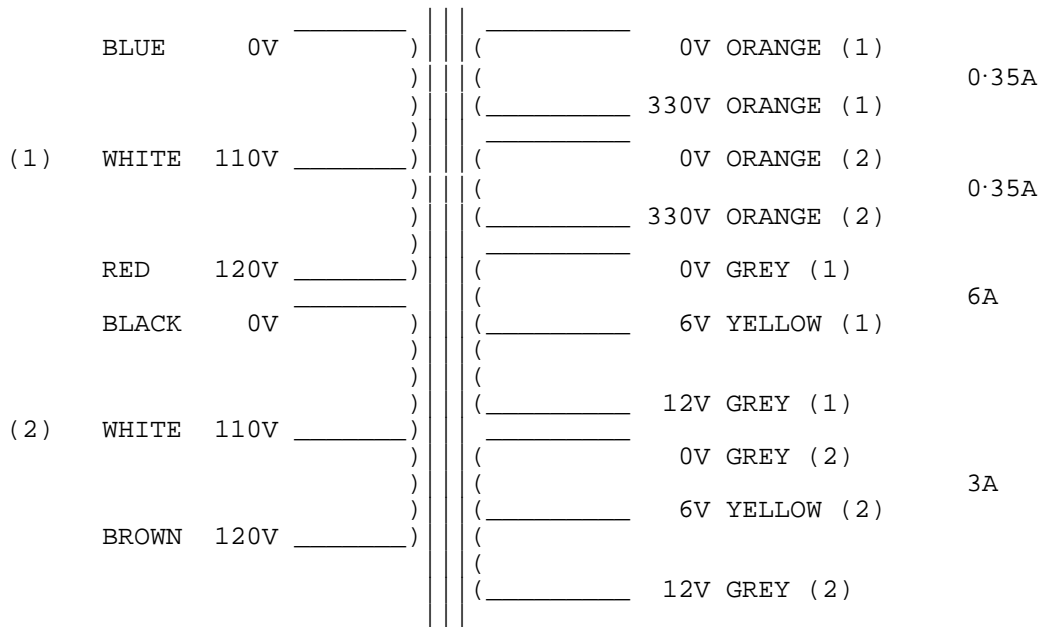 BLUE 0V 0V ORANGE (1)
0·35A
330V ORANGE (1)
(1) WHITE 110V 0V ORANGE (2)
0·35A
330V ORANGE (2)
RED 120V 0V GREY (1)
6A
BLACK 0V 6V YELLOW (1)
12V GREY (1)
(2) WHITE 110V
0V GREY (2)
3A
6V YELLOW (2)
BROWN 120V
12V GREY (2)